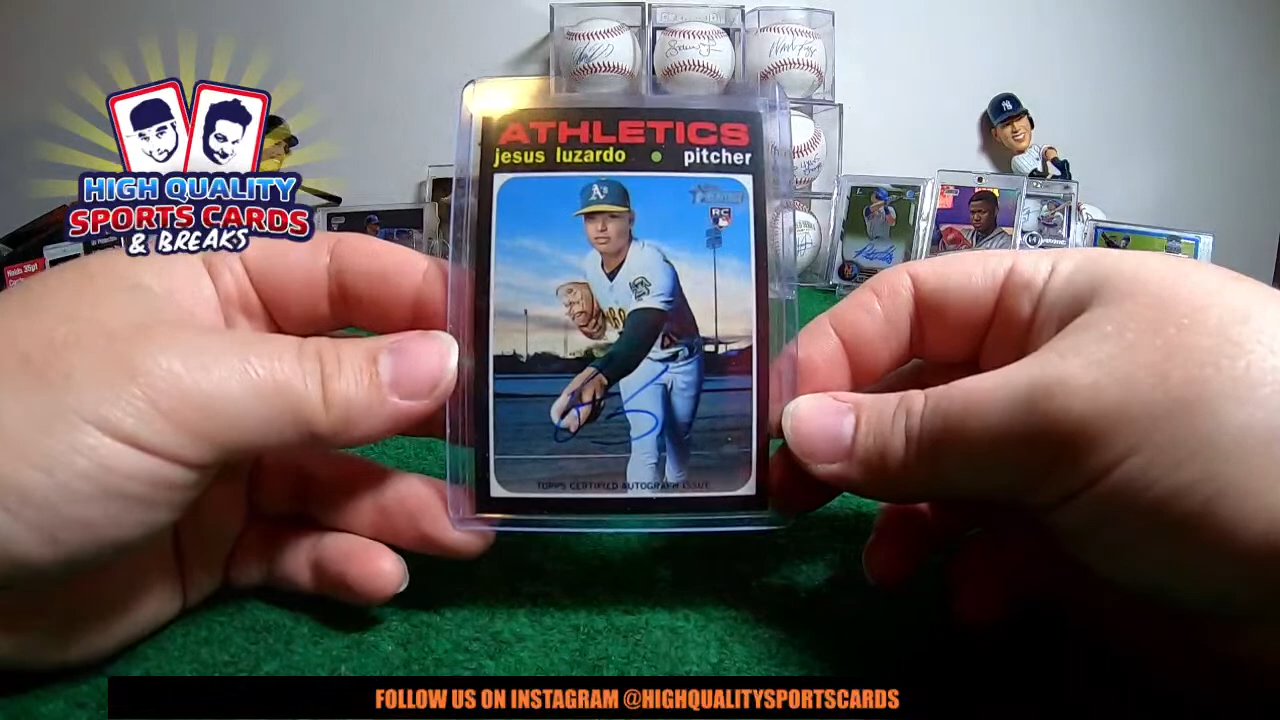 HIGH QUALITY
SPORTS CARDS
& BREAKS
ATHLETICS
jesus luzardo • pitcher
A's
HERITAGE
RC
TOPPS CERTIFIED AUTOGRAPH ISSUE
FOLLOW US ON INSTAGRAM @HIGHQUALITYSPORTSCARDS